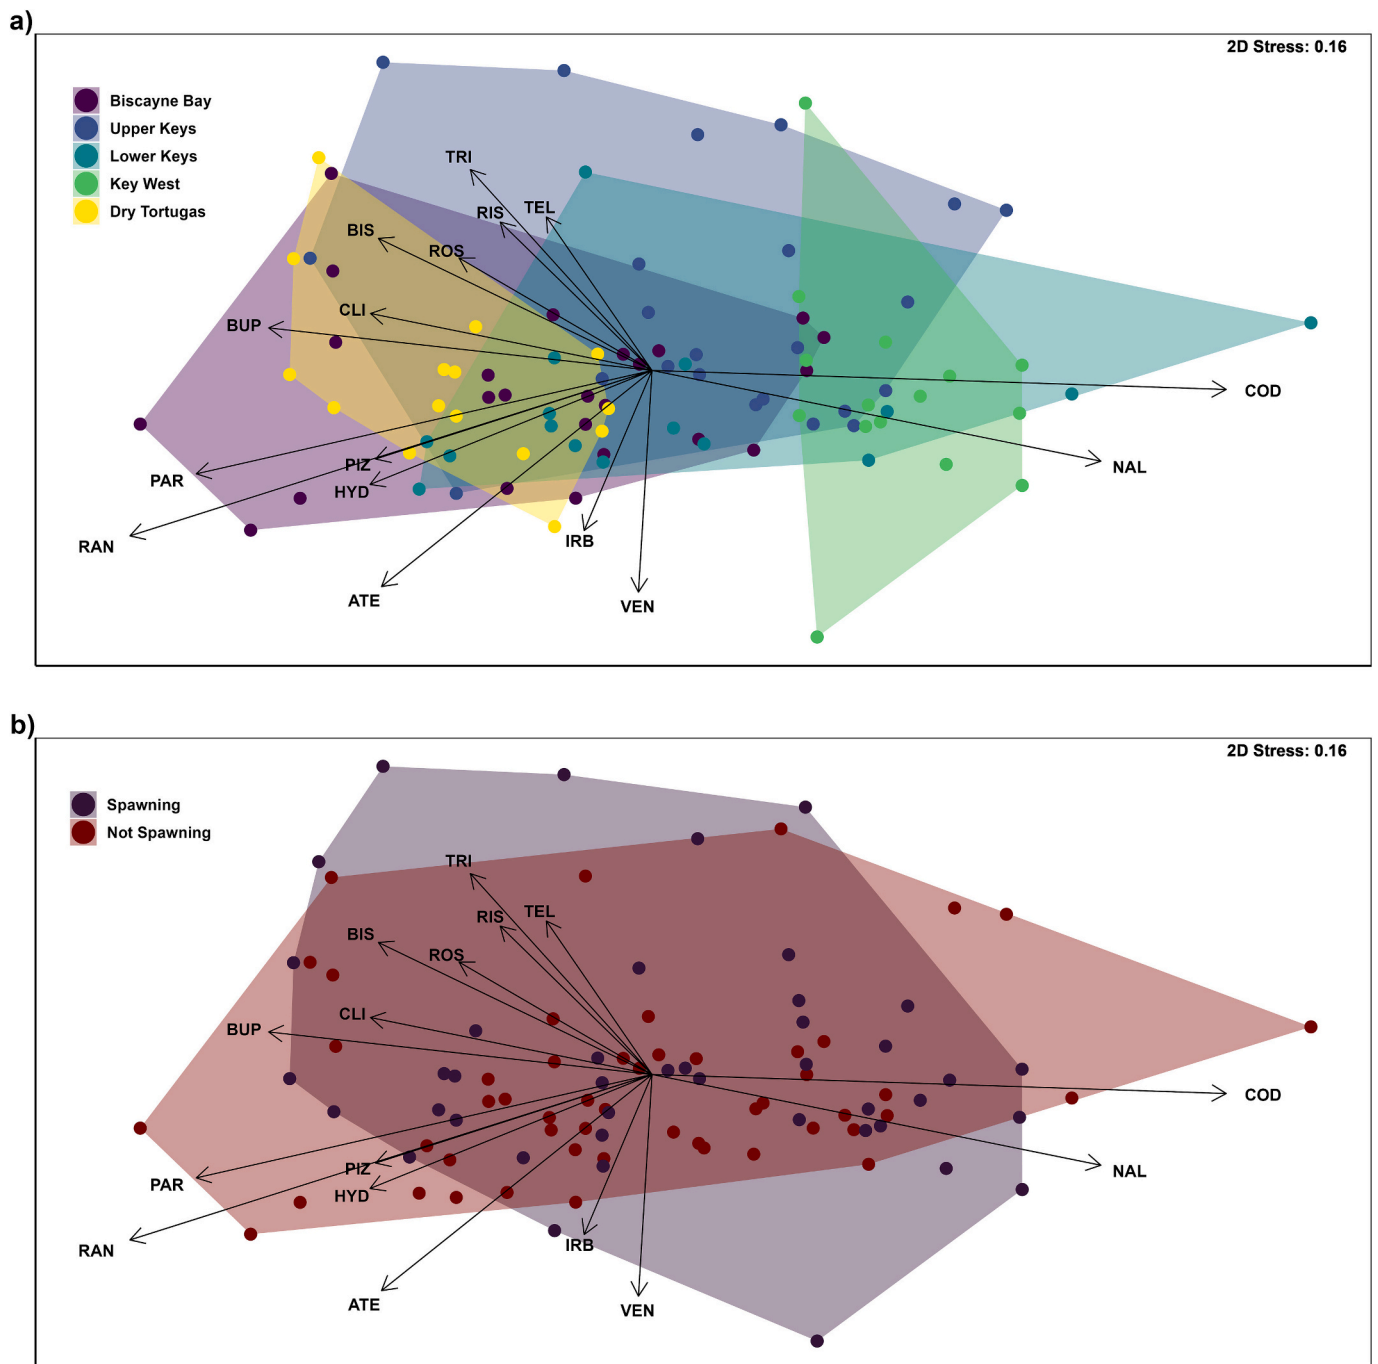 a)
2D Stress: 0.16
Biscayne Bay
Upper Keys
Lower Keys
Key West
Dry Tortugas
TRI
RIS
TEL
BIS
ROS
CLI
BUP
COD
NAL
PIZ
PAR
HYD
RAN
IRB
ATE
VEN
b)
2D Stress: 0.16
Spawning
Not Spawning
TRI
RIS
TEL
BIS
ROS
CLI
BUP
COD
NAL
PIZ
PAR
HYD
RAN
IRB
ATE
VEN